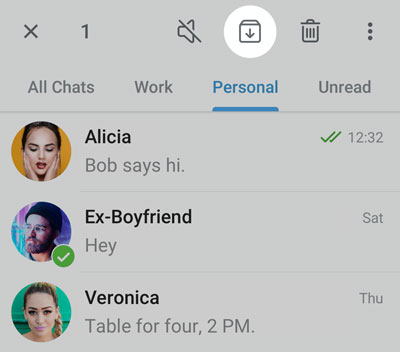 1
All Chats Work Personal Unread
Alicia 12:32
Bob says hi.
Ex-Boyfriend Sat
Hey
Veronica Thu
Table for four, 2 PM.